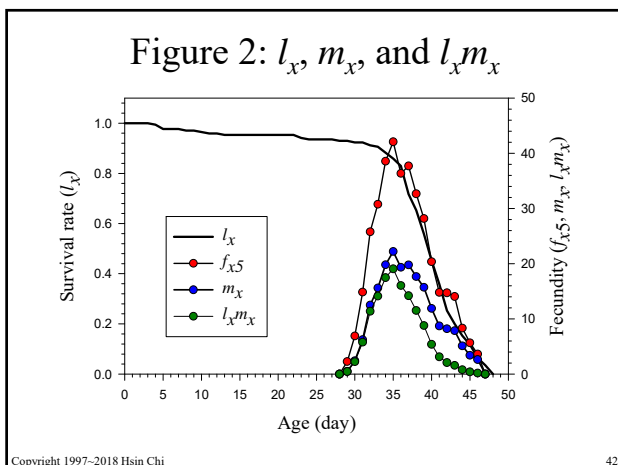 Figure 2: lₓ, mₓ, and lₓmₓ
Survival rate (lₓ)
1.0
0.8
0.6
0.4
0.2
0.0
lₓ
fₓ₅
mₓ
lₓmₓ
50
40
30
20
10
0
Fecundity (fₓ₅, mₓ, lₓmₓ)
0 5 10 15 20 25 30 35 40 45 50
Age (day)
Copyright 1997~2018 Hsin Chi
42